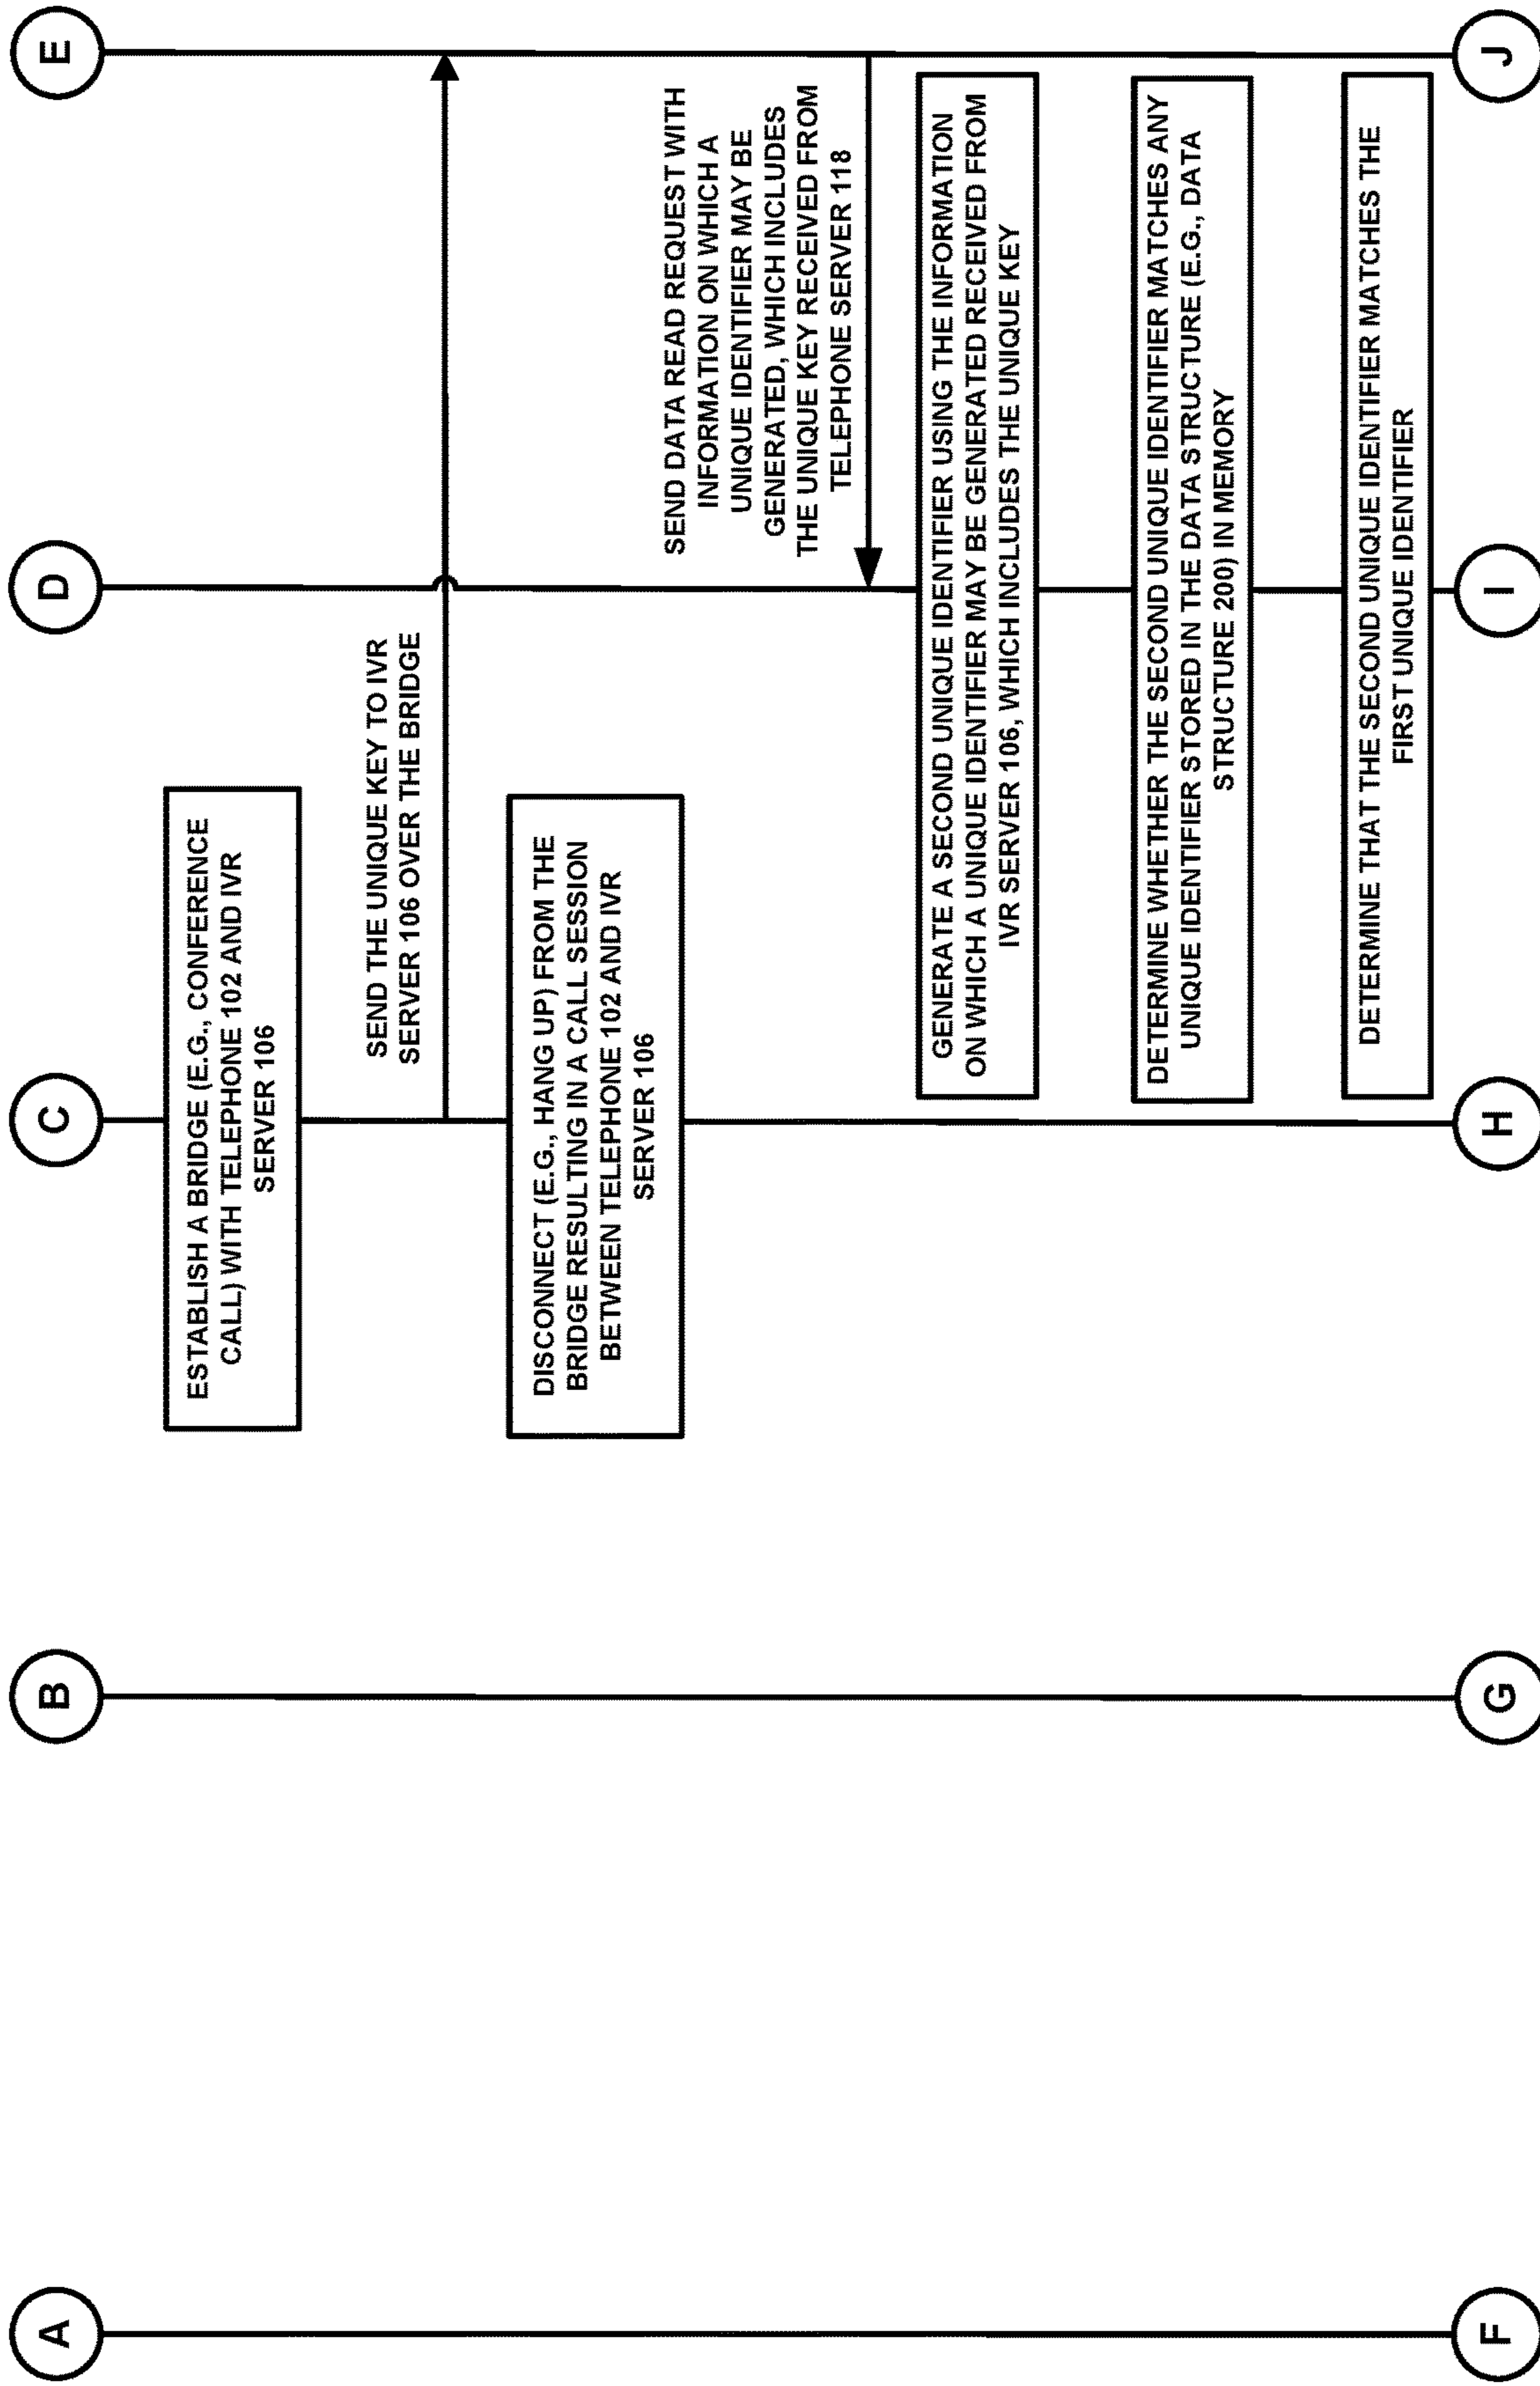 A
B
C
D
E
ESTABLISH A BRIDGE (E.G., CONFERENCE
CALL) WITH TELEPHONE 102 AND IVR
SERVER 106
SEND THE UNIQUE KEY TO IVR
SERVER 106 OVER THE BRIDGE
DISCONNECT (E.G., HANG UP) FROM THE
BRIDGE RESULTING IN A CALL SESSION
BETWEEN TELEPHONE 102 AND IVR
SERVER 106
SEND DATA READ REQUEST WITH
INFORMATION ON WHICH A
UNIQUE IDENTIFIER MAY BE
GENERATED, WHICH INCLUDES
THE UNIQUE KEY RECEIVED FROM
TELEPHONE SERVER 118
GENERATE A SECOND UNIQUE IDENTIFIER USING THE INFORMATION
ON WHICH A UNIQUE IDENTIFIER MAY BE GENERATED RECEIVED FROM
IVR SERVER 106, WHICH INCLUDES THE UNIQUE KEY
DETERMINE WHETHER THE SECOND UNIQUE IDENTIFIER MATCHES ANY
UNIQUE IDENTIFIER STORED IN THE DATA STRUCTURE (E.G., DATA
STRUCTURE 200) IN MEMORY
DETERMINE THAT THE SECOND UNIQUE IDENTIFIER MATCHES THE
FIRST UNIQUE IDENTIFIER
F
G
H
I
J